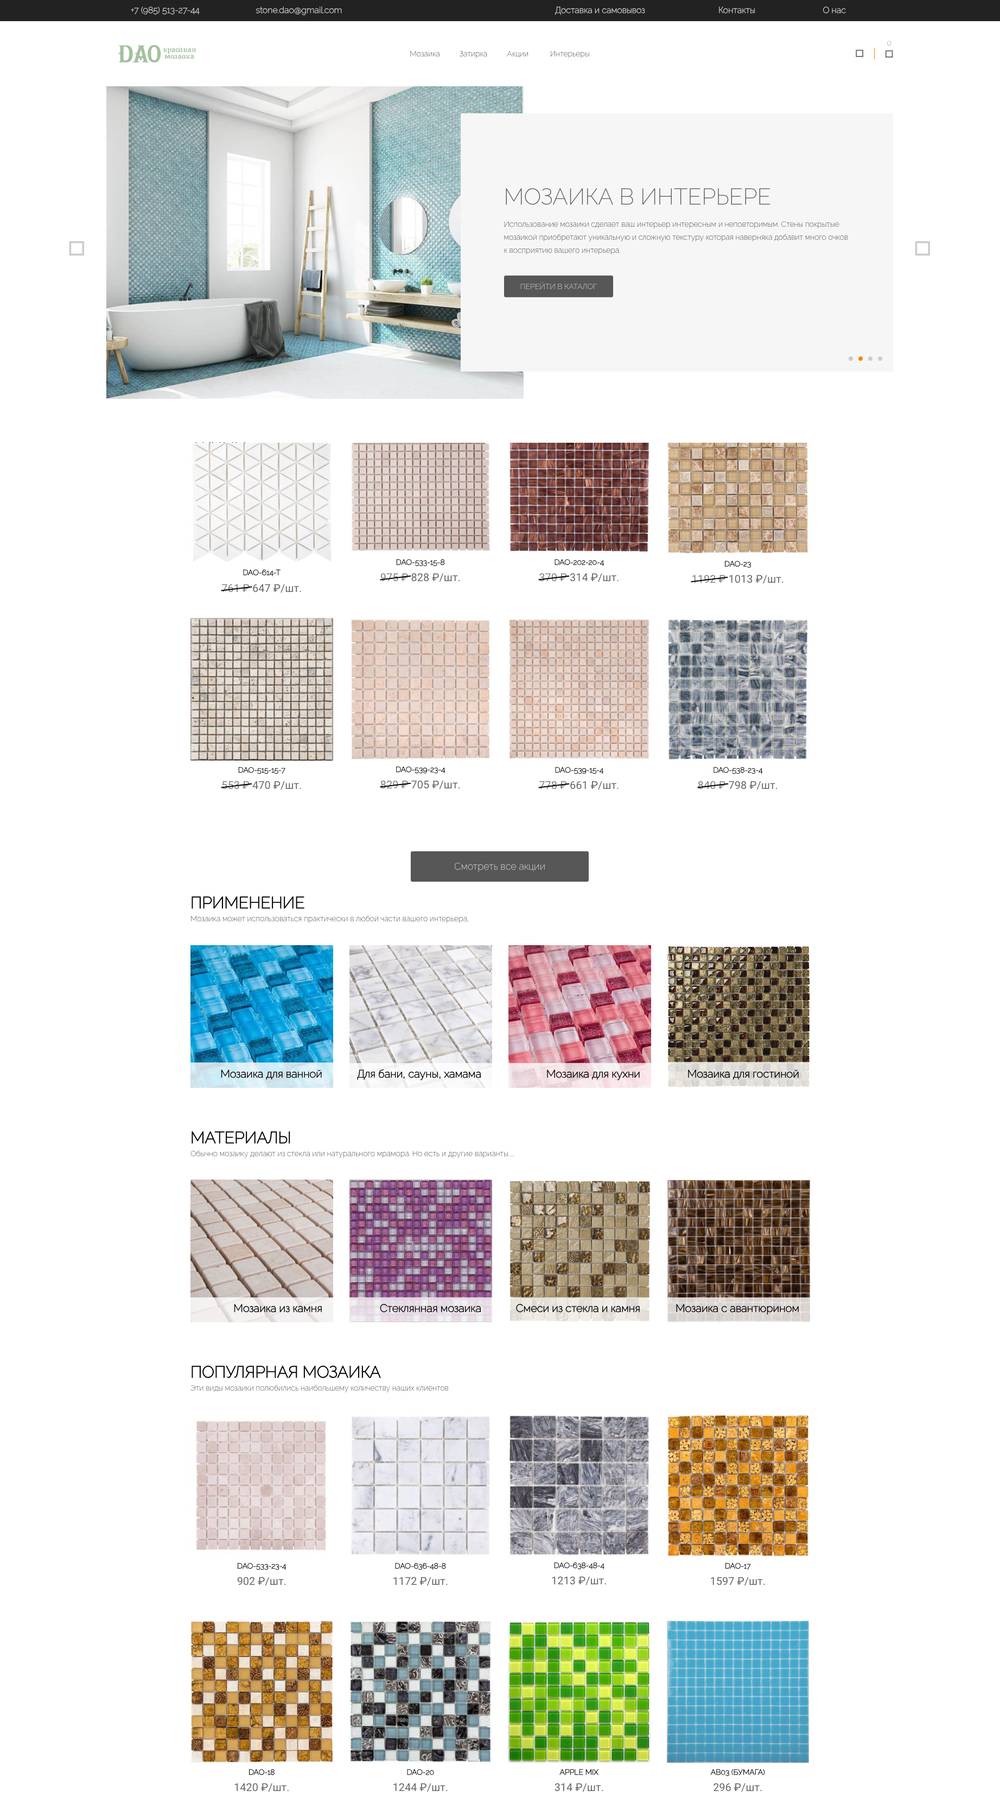 +7 (985) 513-27-44
stone.dao@gmail.com
Доставка и самовывоз
Контакты
О нас
DAO красивая
мозаика
Мозаика
Затирка
Акции
Интерьеры
0
МОЗАИКА В ИНТЕРЬЕРЕ
Использование мозаики сделает ваш интерьер интересным и неповторимым. Стены покрытые
мозаикой приобретают уникальную и сложную текстуру которая наверняка добавит много очков
к восприятию вашего интерьера.
ПЕРЕЙТИ В КАТАЛОГ
DAO-614-T
761 ₽ 647 ₽/шт.
DAO-533-15-8
975 ₽ 828 ₽/шт.
DAO-202-20-4
370 ₽ 314 ₽/шт.
DAO-23
1192 ₽ 1013 ₽/шт.
DAO-515-15-7
553 ₽ 470 ₽/шт.
DAO-539-23-4
829 ₽ 705 ₽/шт.
DAO-539-15-4
778 ₽ 661 ₽/шт.
DAO-538-23-4
840 ₽ 798 ₽/шт.
Смотреть все акции
ПРИМЕНЕНИЕ
Мозаика может использоваться практически в любой части вашего интерьера.
Мозаика для ванной
Для бани, сауны, хамама
Мозаика для кухни
Мозаика для гостиной
МАТЕРИАЛЫ
Обычно мозаику делают из стекла или натурального мрамора. Но есть и другие варианты...
Мозаика из камня
Стеклянная мозаика
Смеси из стекла и камня
Мозаика с авантюрином
ПОПУЛЯРНАЯ МОЗАИКА
Эти виды мозаики полюбились наибольшему количеству наших клиентов
DAO-533-23-4
902 ₽/шт.
DAO-636-48-8
1172 ₽/шт.
DAO-638-48-4
1213 ₽/шт.
DAO-17
1597 ₽/шт.
DAO-18
1420 ₽/шт.
DAO-20
1244 ₽/шт.
APPLE MIX
314 ₽/шт.
AB03 (БУМАГА)
296 ₽/шт.